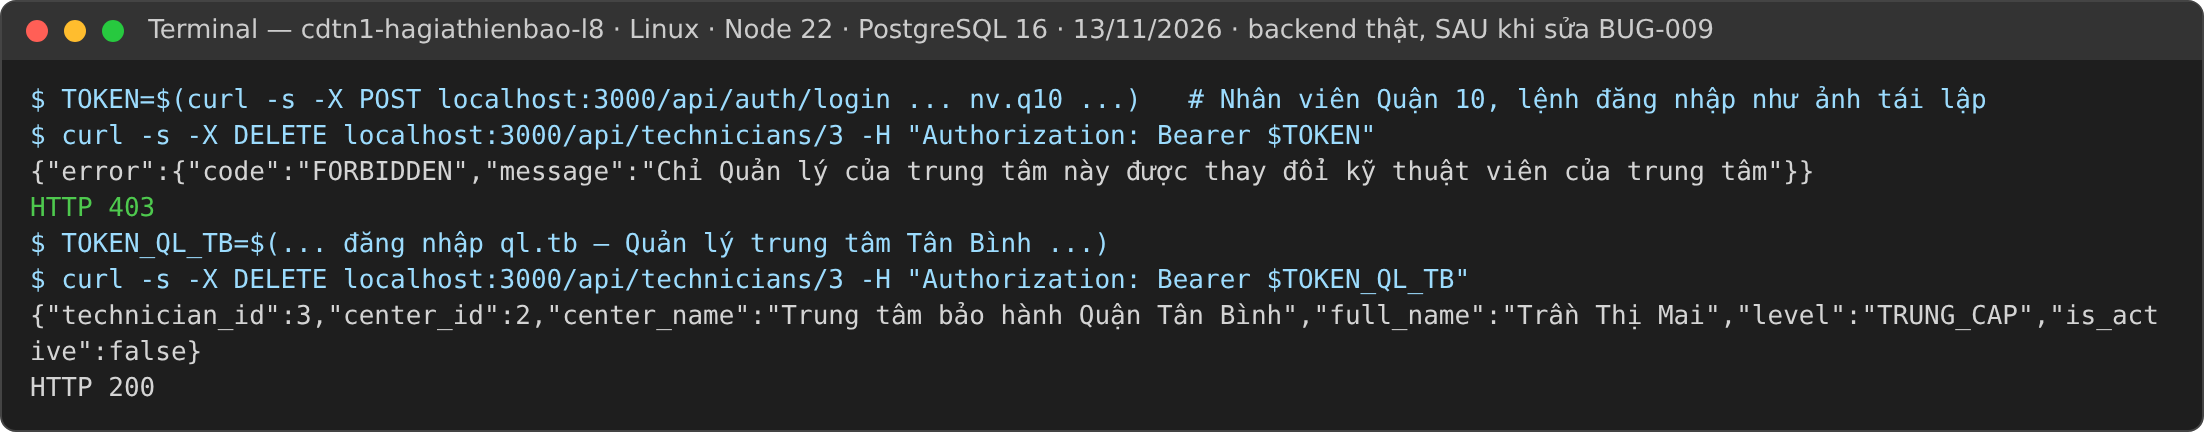 Terminal — cdtn1-hagiathienbao-l8 · Linux · Node 22 · PostgreSQL 16 · 13/11/2026 · backend thật, SAU khi sửa BUG-009
$ TOKEN=$(curl -s -X POST localhost:3000/api/auth/login ... nv.q10 ...)   # Nhân viên Quận 10, lệnh đăng nhập như ảnh tái lập
$ curl -s -X DELETE localhost:3000/api/technicians/3 -H "Authorization: Bearer $TOKEN"
{"error":{"code":"FORBIDDEN","message":"Chỉ Quản lý của trung tâm này được thay đổi kỹ thuật viên của trung tâm"}}
HTTP 403
$ TOKEN_QL_TB=$(... đăng nhập ql.tb — Quản lý trung tâm Tân Bình ...)
$ curl -s -X DELETE localhost:3000/api/technicians/3 -H "Authorization: Bearer $TOKEN_QL_TB"
{"technician_id":3,"center_id":2,"center_name":"Trung tâm bảo hành Quận Tân Bình","full_name":"Trần Thị Mai","level":"TRUNG_CAP","is_act
ive":false}
HTTP 200